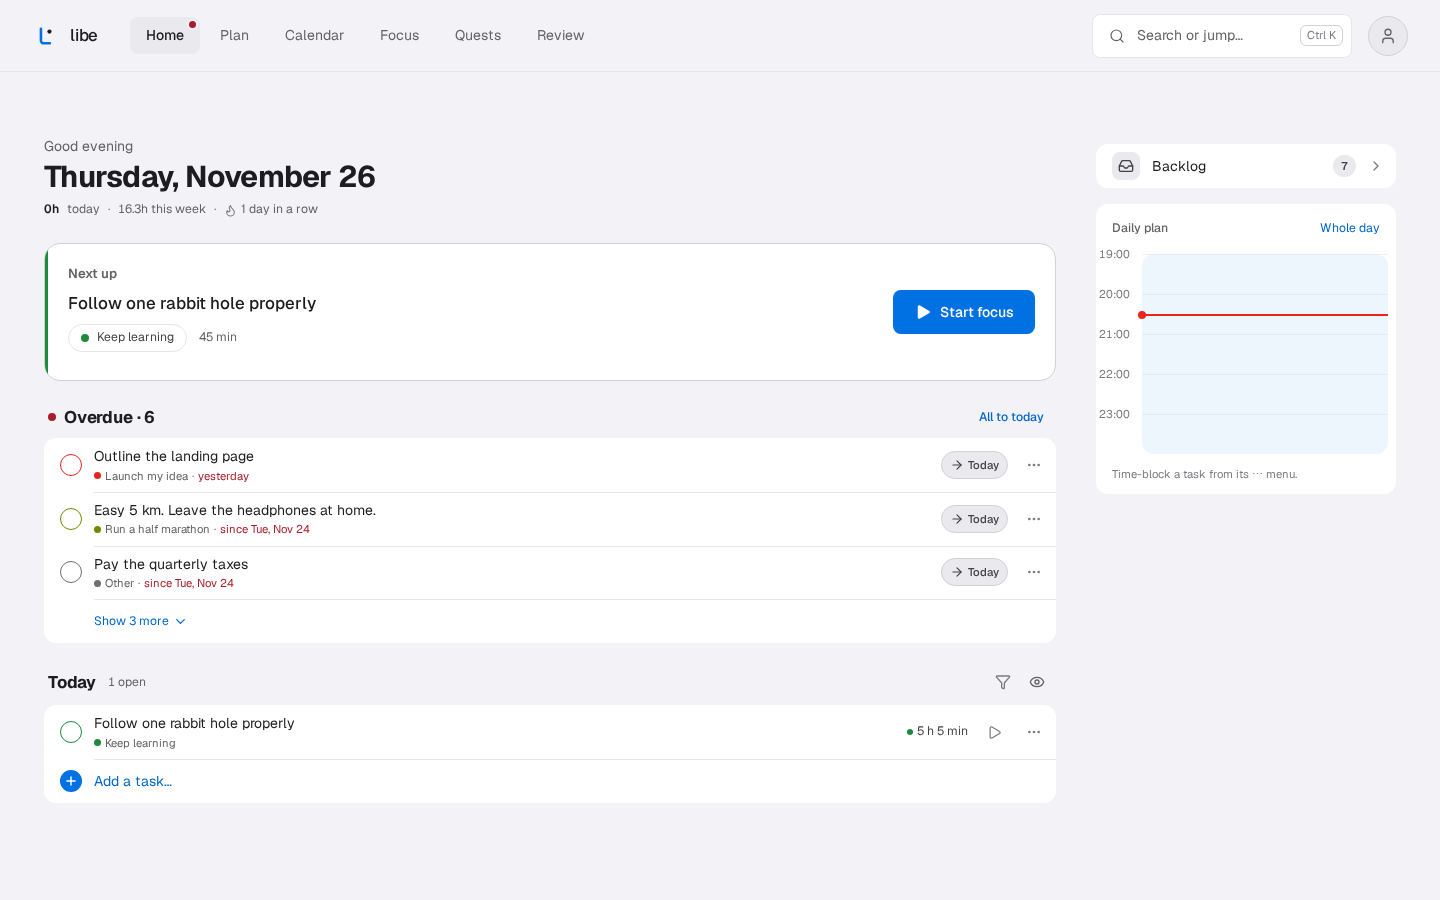 libe
Home
Plan
Calendar
Focus
Quests
Review
Search or jump...
Ctrl K
Good evening
Thursday, November 26
0h today · 16.3h this week · 1 day in a row
Next up
Follow one rabbit hole properly
Keep learning 45 min
Start focus
Overdue · 6
All to today
Outline the landing page
Launch my idea · yesterday
Today
Easy 5 km. Leave the headphones at home.
Run a half marathon · since Tue, Nov 24
Today
Pay the quarterly taxes
Other · since Tue, Nov 24
Today
Show 3 more
Today 1 open
Follow one rabbit hole properly
Keep learning
5 h 5 min
Add a task...
Backlog 7
Daily plan
Whole day
19:00
20:00
21:00
22:00
23:00
Time-block a task from its ··· menu.